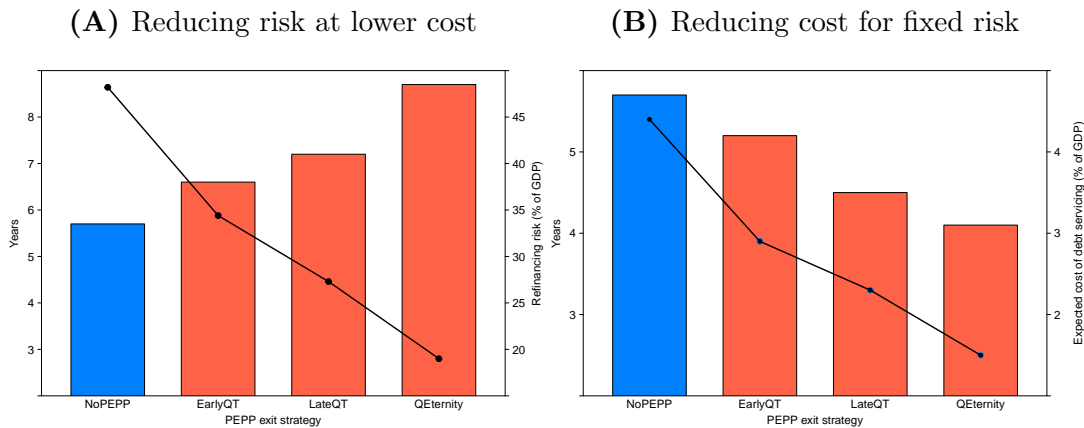 (A) Reducing risk at lower cost
8
7
6
5
4
3
Years
45
40
35
30
25
20
Refinancing risk (% of GDP)
NoPEPP EarlyQT LateQT QEternity
PEPP exit strategy
(B) Reducing cost for fixed risk
5
4
3
Years
4
3
2
Expected cost of debt servicing (% of GDP)
NoPEPP EarlyQT LateQT QEternity
PEPP exit strategy